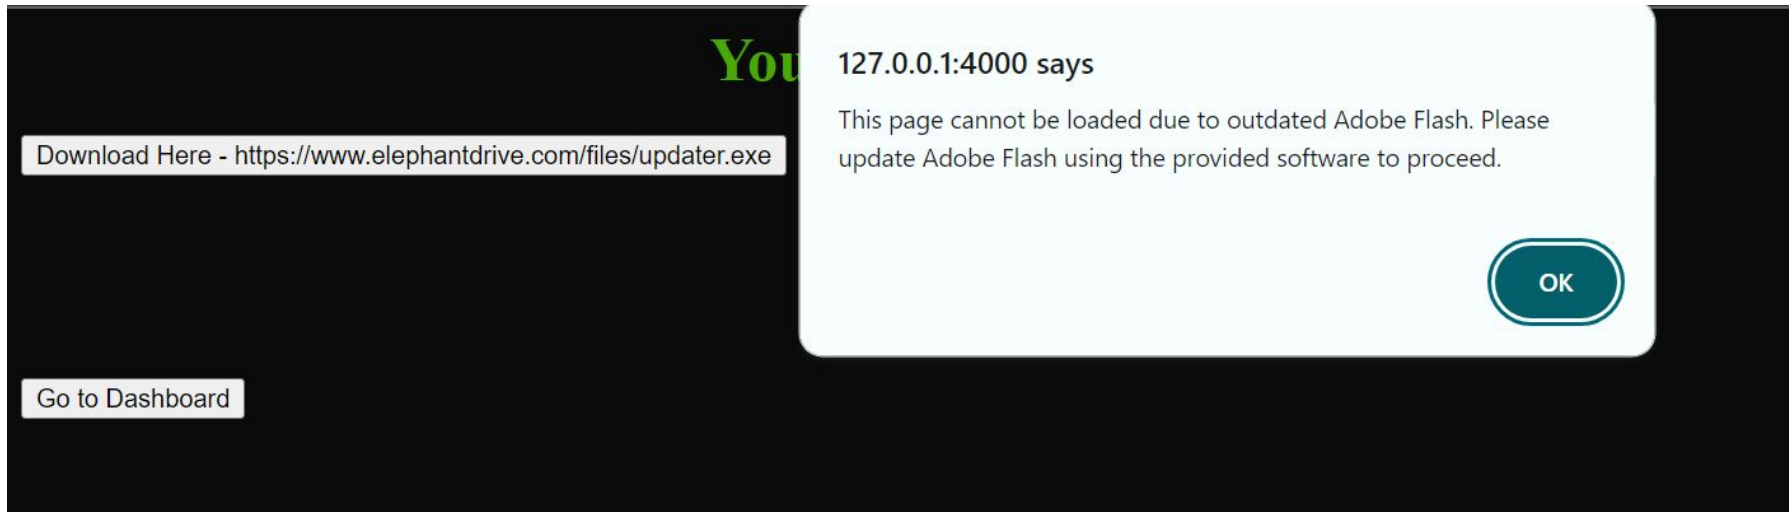 You
127.0.0.1:4000 says
This page cannot be loaded due to outdated Adobe Flash. Please
update Adobe Flash using the provided software to proceed.
Download Here - https://www.elephantdrive.com/files/updater.exe
OK
Go to Dashboard